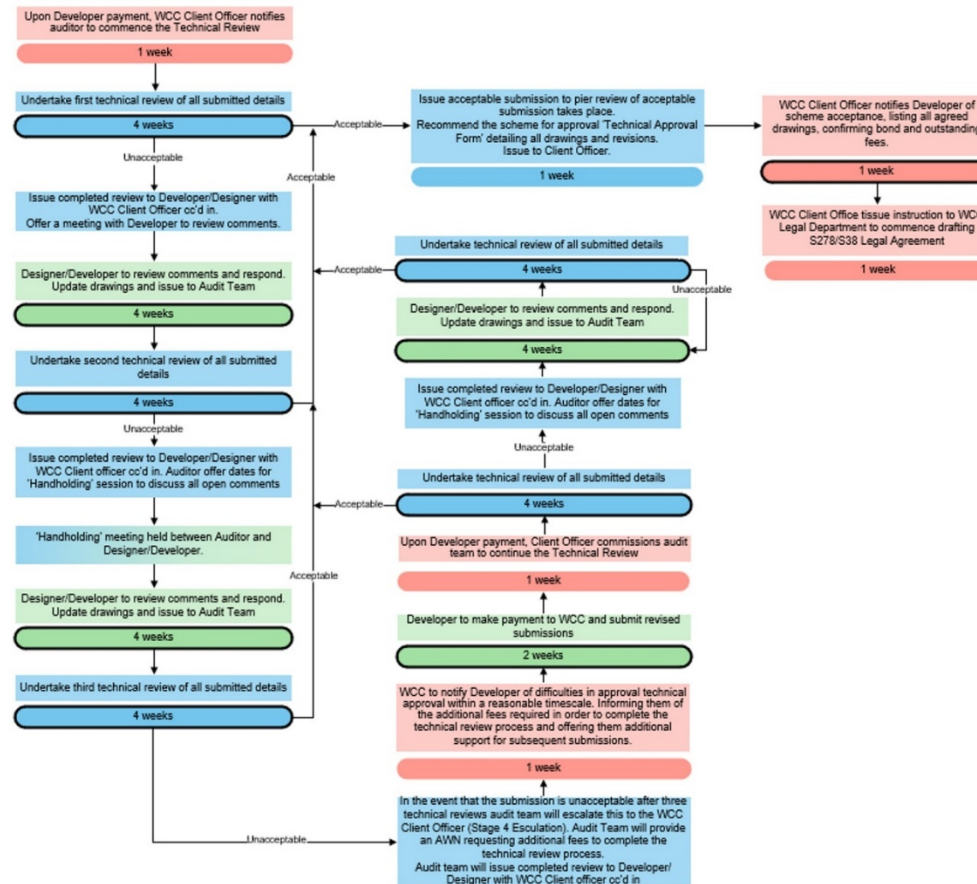 Upon Developer payment, WCC Client Officer notifies
auditor to commence the Technical Review
1 week
Undertake first technical review of all submitted details
4 weeks
Unacceptable
Issue completed review to Developer/Designer with
WCC Client Officer cc'd in.
Offer a meeting with Developer to review comments.
Designer/Developer to review comments and respond.
Update drawings and issue to Audit Team
4 weeks
Undertake second technical review of all submitted
details
4 weeks
Unacceptable
Issue completed review to Developer/Designer with
WCC Client officer cc'd in. Auditor offer dates for
'Handholding' session to discuss all open comments
'Handholding' meeting held between Auditor and
Designer/Developer.
Designer/Developer to review comments and respond.
Update drawings and issue to Audit Team
4 weeks
Undertake third technical review of all submitted details
4 weeks
Unacceptable
Acceptable
Acceptable
Acceptable
Issue acceptable submission to pier review of acceptable
submission takes place.
Recommend the scheme for approval 'Technical Approval
Form' detailing all drawings and revisions.
Issue to Client Officer.
1 week
Undertake technical review of all submitted details
Acceptable
4 weeks
Unacceptable
Designer/Developer to review comments and respond.
Update drawings and issue to Audit Team
4 weeks
Issue completed review to Developer/Designer with
WCC Client officer cc'd in. Auditor offer dates for
'Handholding' session to discuss all open comments
Unacceptable
Undertake technical review of all submitted details
Acceptable
4 weeks
Upon Developer payment, Client Officer commissions audit
team to continue the Technical Review
1 week
Developer to make payment to WCC and submit revised
submissions
2 weeks
WCC to notify Developer of difficulties in approval technical
approval within a reasonable timescale. Informing them of
of the additional fees required in order to complete the
technical review process and offering them additional
support for subsequent submissions.
1 week
In the event that the submission is unacceptable after three
technical reviews audit team will escalate this to the WCC
Client Officer (Stage 4 Esculation). Audit Team will provide
an AWN requesting additional fees to complete the
technical review process.
Audit team will issue completed review to Developer/
Designer with WCC Client officer cc'd in
WCC Client Officer notifies Developer of
scheme acceptance, listing all agreed
drawings, confirming bond and outstanding
fees.
1 week
WCC Client Office tissue instruction to WCC
Legal Department to commence drafting
S278/S38 Legal Agreement
1 week